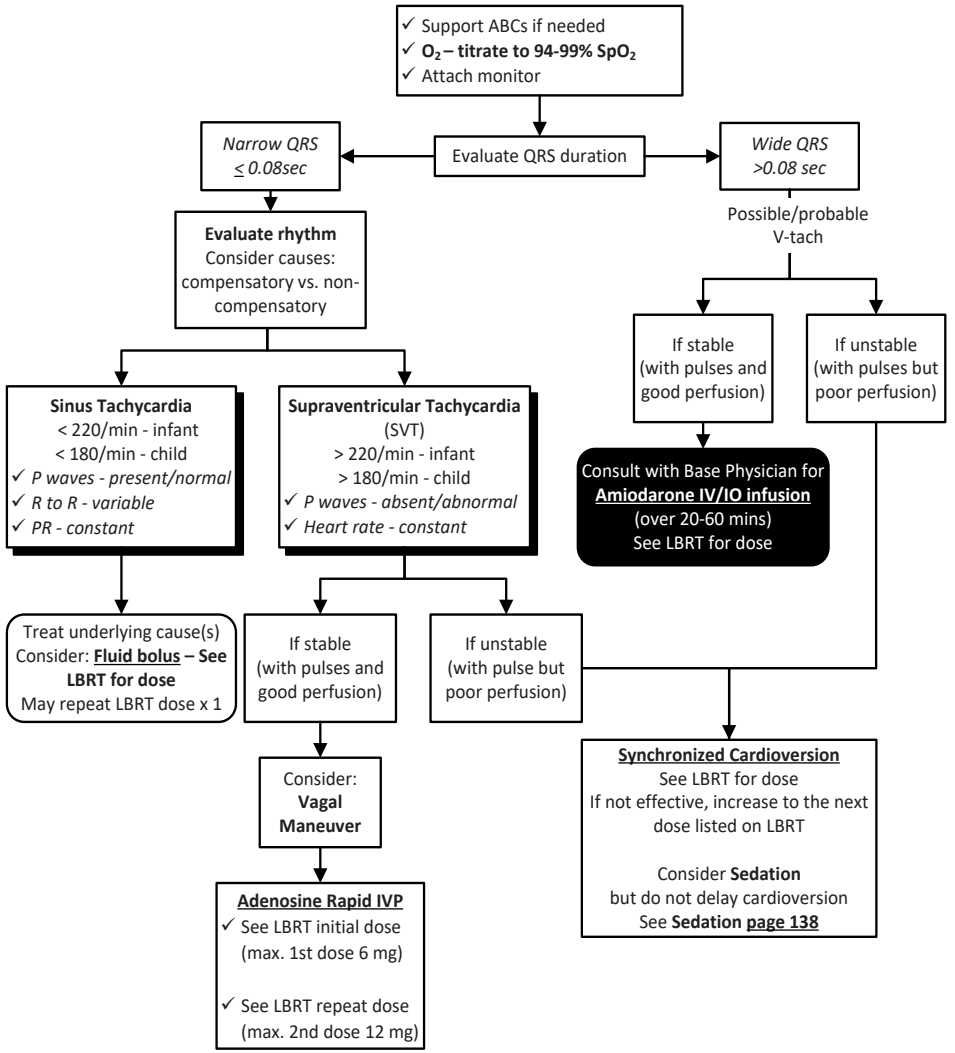 ✓ Support ABCs if needed
✓ O₂ – titrate to 94-99% SpO₂
✓ Attach monitor
Narrow QRS
≤ 0.08sec
Evaluate QRS duration
Wide QRS
>0.08 sec
Possible/probable
V-tach
Evaluate rhythm
Consider causes:
compensatory vs. non-
compensatory
If stable
(with pulses and
good perfusion)
If unstable
(with pulses but
poor perfusion)
Sinus Tachycardia
< 220/min - infant
< 180/min - child
✓ P waves - present/normal
✓ R to R - variable
✓ PR - constant
Supraventricular Tachycardia
(SVT)
> 220/min - infant
> 180/min - child
✓ P waves - absent/abnormal
✓ Heart rate - constant
Consult with Base Physician for
Amiodarone IV/IO infusion
(over 20-60 mins)
See LBRT for dose
Treat underlying cause(s)
Consider: Fluid bolus – See
LBRT for dose
May repeat LBRT dose x 1
If stable
(with pulses and
good perfusion)
If unstable
(with pulse but
poor perfusion)
Consider:
Vagal
Maneuver
Synchronized Cardioversion
See LBRT for dose
If not effective, increase to the next
dose listed on LBRT
Consider Sedation
but do not delay cardioversion
See Sedation page 138
Adenosine Rapid IVP
✓ See LBRT initial dose
(max. 1st dose 6 mg)
✓ See LBRT repeat dose
(max. 2nd dose 12 mg)